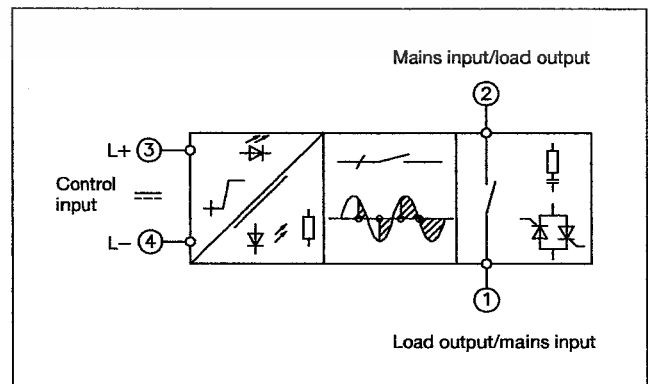 Mains input/load output
2
L+ 3
Control
input
L− 4
1
Load output/mains input